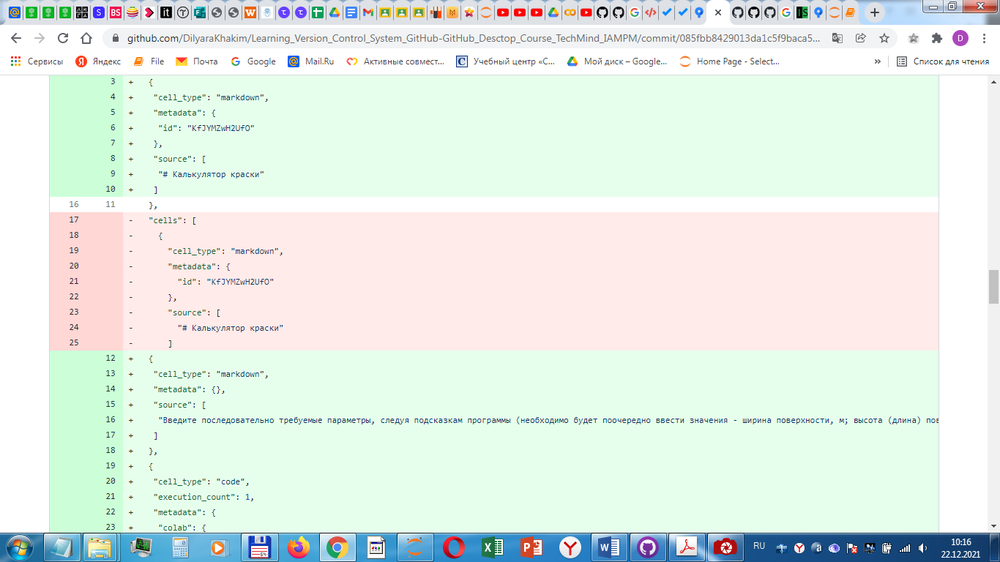 github.com/DilyaraKhakim/Learning_Version_Control_System_GitHub-GitHub_Desctop_Course_TechMind_IAMPM/commit/085fbb8429013da1c5f9baca5...
Сервисы Яндекс File Почта Google Mail.Ru Активные совмест... Учебный центр «С... Мой диск – Google... Home Page - Select... » Список для чтения
3 + {
4 + "cell_type": "markdown",
5 + "metadata": {
6 + "id": "KfJYMZwH2UfO"
7 + },
8 + "source": [
9 + "# Калькулятор краски"
10 + ]
16 11 },
17 - "cells": [
18 - {
19 - "cell_type": "markdown",
20 - "metadata": {
21 - "id": "KfJYMZwH2UfO"
22 - },
23 - "source": [
24 - "# Калькулятор краски"
25 - ]
12 + {
13 + "cell_type": "markdown",
14 + "metadata": {},
15 + "source": [
16 + "Введите последовательно требуемые параметры, следуя подсказкам программы (необходимо будет поочередно ввести значения - ширина поверхности, м; высота (длина) пов
17 + ]
18 + },
19 + {
20 + "cell_type": "code",
21 + "execution_count": 1,
22 + "metadata": {
23 + "colab": {
RU 10:16
22.12.2021